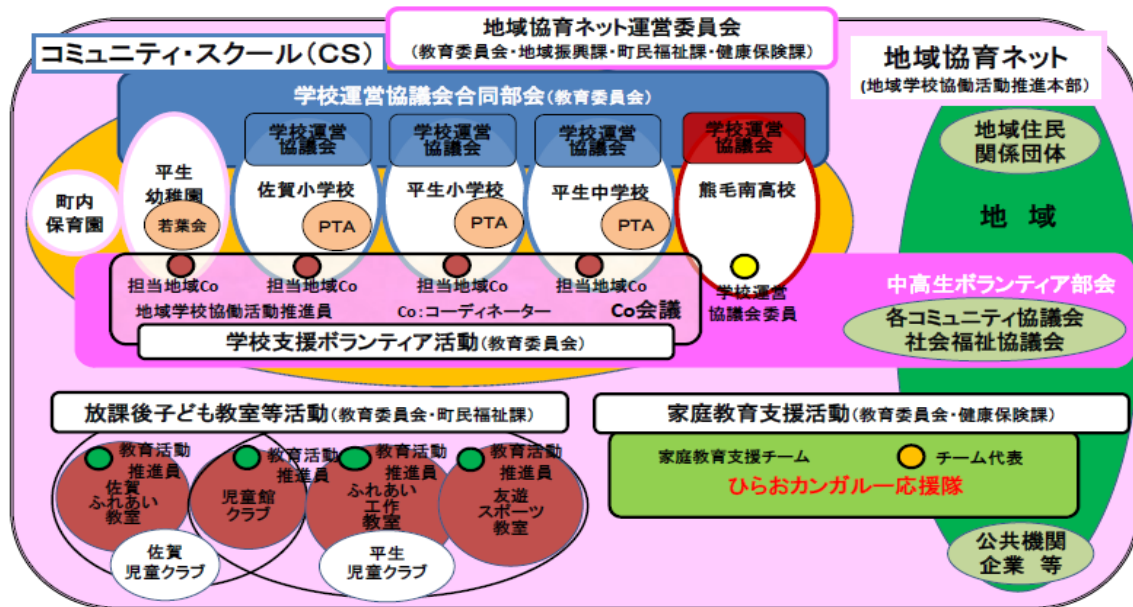 地域協育ネット運営委員会
(教育委員会・地域振興課・町民福祉課・健康保険課)
コミュニティ・スクール(CS)
地域協育ネット
(地域学校協働活動推進本部)
学校運営協議会合同部会(教育委員会)
学校運営
協議会
学校運営
協議会
学校運営
協議会
学校運営
協議会
地域住民
関係団体
町内
保育園
平生
幼稚園
若葉会
佐賀小学校
PTA
平生小学校
PTA
平生中学校
PTA
熊毛南高校
地 域
担当地域Co
担当地域Co
担当地域Co
担当地域Co
学校運営
協議会委員
地域学校協働活動推進員
Co:コーディネーター
Co会議
中高生ボランティア部会
各コミュニティ協議会
社会福祉協議会
学校支援ボランティア活動(教育委員会)
放課後子ども教室等活動(教育委員会・町民福祉課)
教育活動
推進員
佐賀
ふれあい
教室
教育活動
推進員
児童館
クラブ
教育活動
推進員
ふれあい
工作
教室
教育活動
推進員
友遊
スポーツ
教室
佐賀
児童クラブ
平生
児童クラブ
家庭教育支援活動(教育委員会・健康保険課)
家庭教育支援チーム
チーム代表
ひらおカンガルー応援隊
公共機関
企業 等